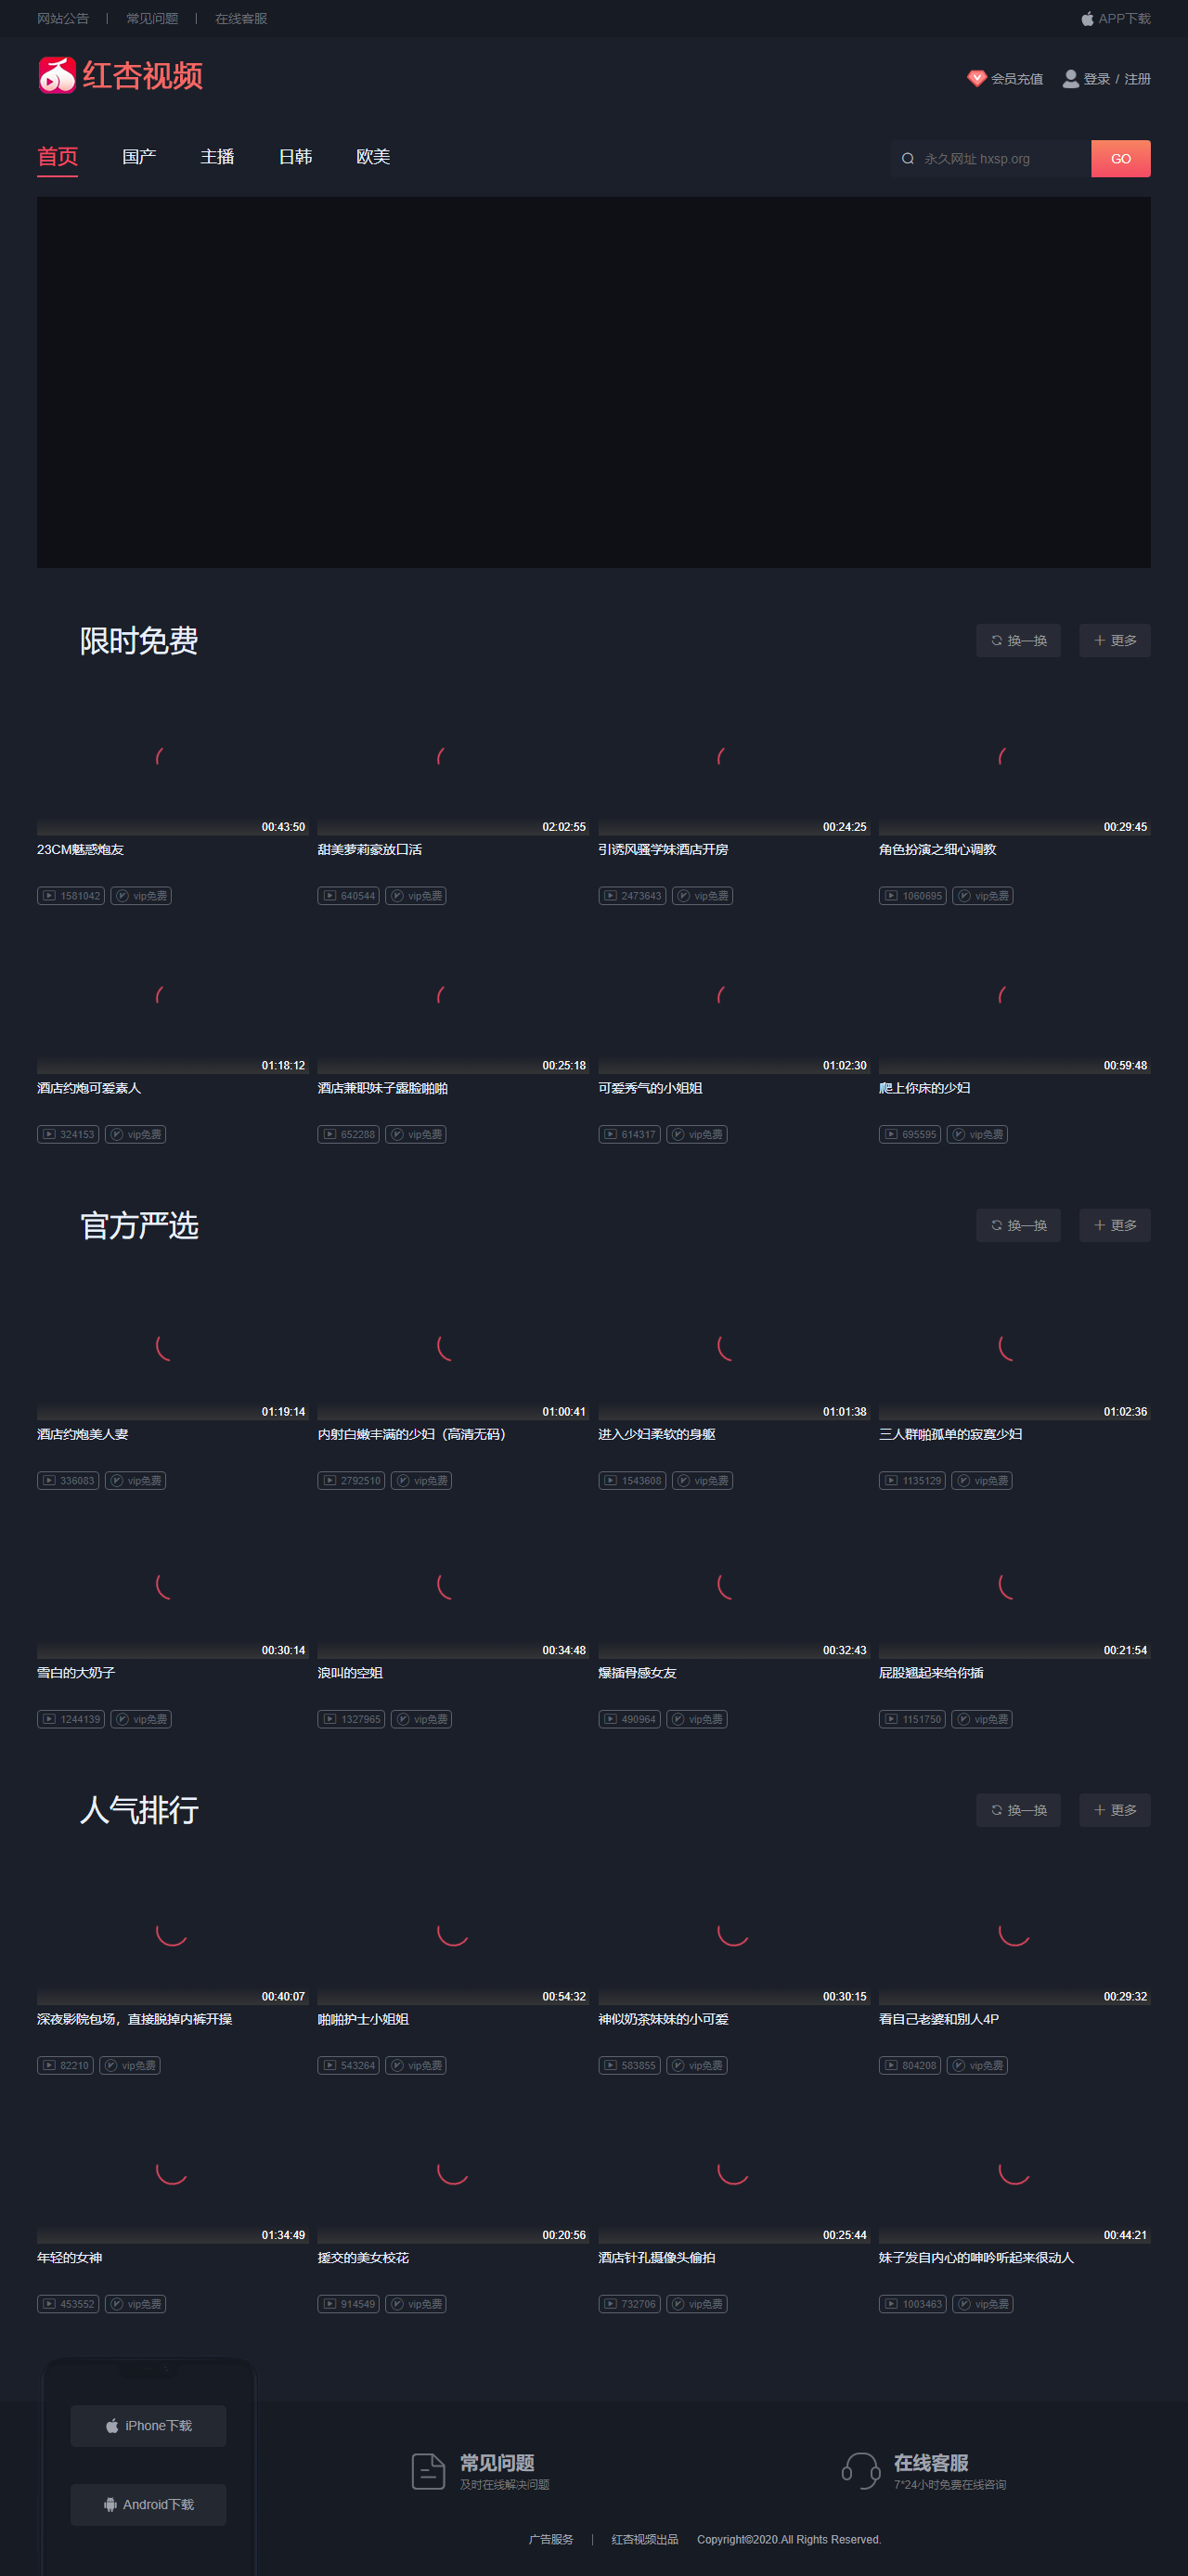 网站公告 | 常见问题 | 在线客服 APP下载
红杏视频 会员充值 登录 / 注册
首页 国产 主播 日韩 欧美 永久网址 hxsp.org GO
限时免费 换一换 更多
00:43:50 02:02:55 00:24:25 00:29:45
23CM魅惑炮友 甜美萝莉豪放口活 引诱风骚学妹酒店开房 角色扮演之细心调教
1581042 vip免费 640544 vip免费 2473643 vip免费 1060695 vip免费
01:18:12 00:25:18 01:02:30 00:59:48
酒店约炮可爱素人 酒店兼职妹子露脸啪啪 可爱秀气的小姐姐 爬上你床的少妇
324153 vip免费 652288 vip免费 614317 vip免费 695595 vip免费
官方严选 换一换 更多
01:19:14 01:00:41 01:01:38 01:02:36
酒店约炮美人妻 内射白嫩丰满的少妇（高清无码） 进入少妇柔软的身躯 三人群啪孤单的寂寞少妇
336083 vip免费 2792510 vip免费 1543608 vip免费 1135129 vip免费
00:30:14 00:34:48 00:32:43 00:21:54
雪白的大奶子 浪叫的空姐 爆插骨感女友 屁股翘起来给你插
1244139 vip免费 1327965 vip免费 490964 vip免费 1151750 vip免费
人气排行 换一换 更多
00:40:07 00:54:32 00:30:15 00:29:32
深夜影院包场，直接脱掉内裤开操 啪啪护士小姐姐 神似奶茶妹妹的小可爱 看自己老婆和别人4P
82210 vip免费 543264 vip免费 583855 vip免费 804208 vip免费
01:34:49 00:20:56 00:25:44 00:44:21
年轻的女神 援交的美女校花 酒店针孔摄像头偷拍 妹子发自内心的呻吟听起来很动人
453552 vip免费 914549 vip免费 732706 vip免费 1003463 vip免费
iPhone下载
Android下载
常见问题
及时在线解决问题
在线客服
7*24小时免费在线咨询
广告服务 | 红杏视频出品 Copyright©2020.All Rights Reserved.